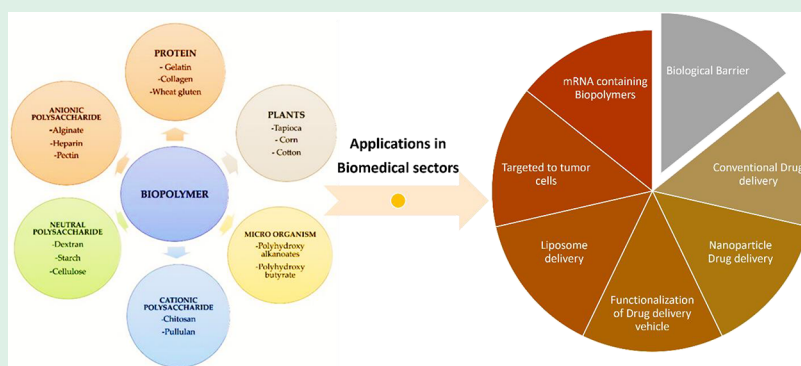 PROTEIN
- Gelatin
-Collagen
-Wheat gluten
ANIONIC
POLYSACCHARIDE
-Alginate
-Heparin
-Pectin
PLANTS
-Tapioca
- Corn
- Cotton
BIOPOLYMER
NEUTRAL
POLYSACCHARIDE
-Dextran
-Starch
-Cellulose
MICRO ORGANISM
-Polyhydroxy
alkanoates
-Polyhydroxy
butyrate
CATIONIC
POLYSACCHARIDE
-Chitosan
-Pullulan
Applications in
Biomedical sectors
mRNA containing
Biopolymers
Biological Barrier
Targeted to tumor
cells
Conventional Drug
delivery
Liposome
delivery
Nanoparticle
Drug delivery
Functionalization
of Drug delivery
vehicle